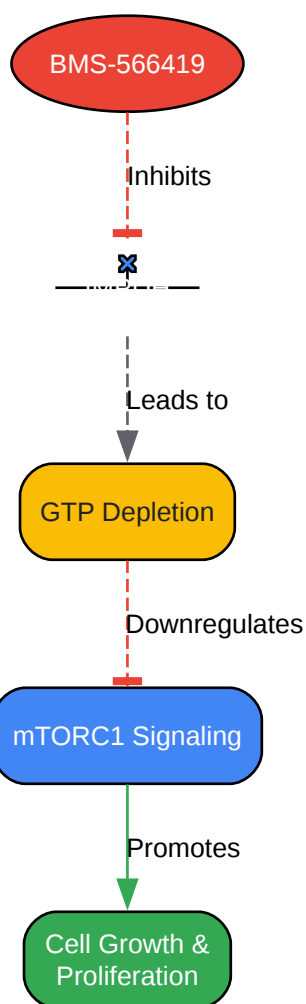 BMS-566419
Inhibits
Leads to
GTP Depletion
Downregulates
mTORC1 Signaling
Promotes
Cell Growth &
Proliferation